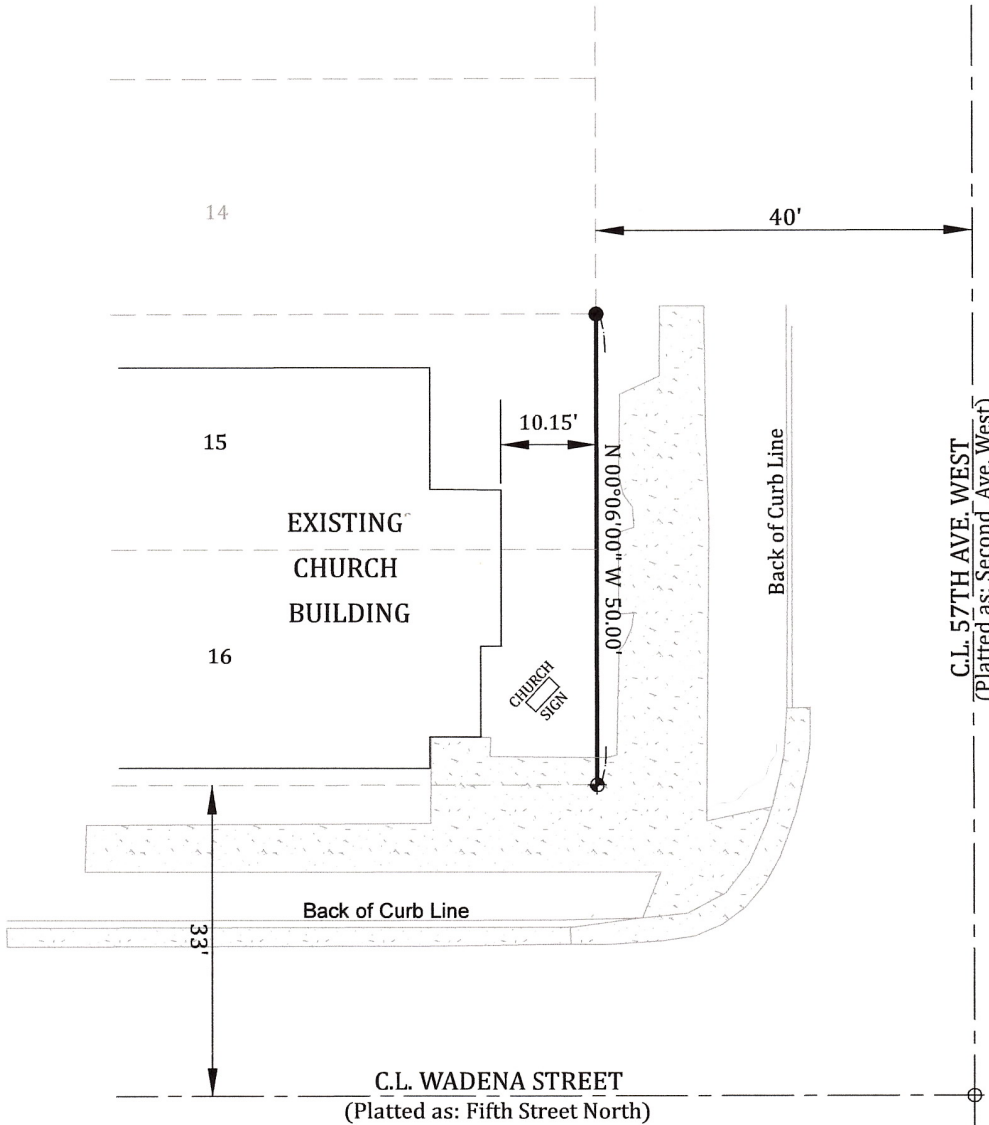 14
40'
15
10.15'
N 00°06'00" W 50.00'
EXISTING
CHURCH
BUILDING
16
CHURCH
SIGN
Back of Curb Line
C.L. 57TH AVE. WEST
(Platted as: Second Ave. West)
Back of Curb Line
33'
C.L. WADENA STREET
(Platted as: Fifth Street North)